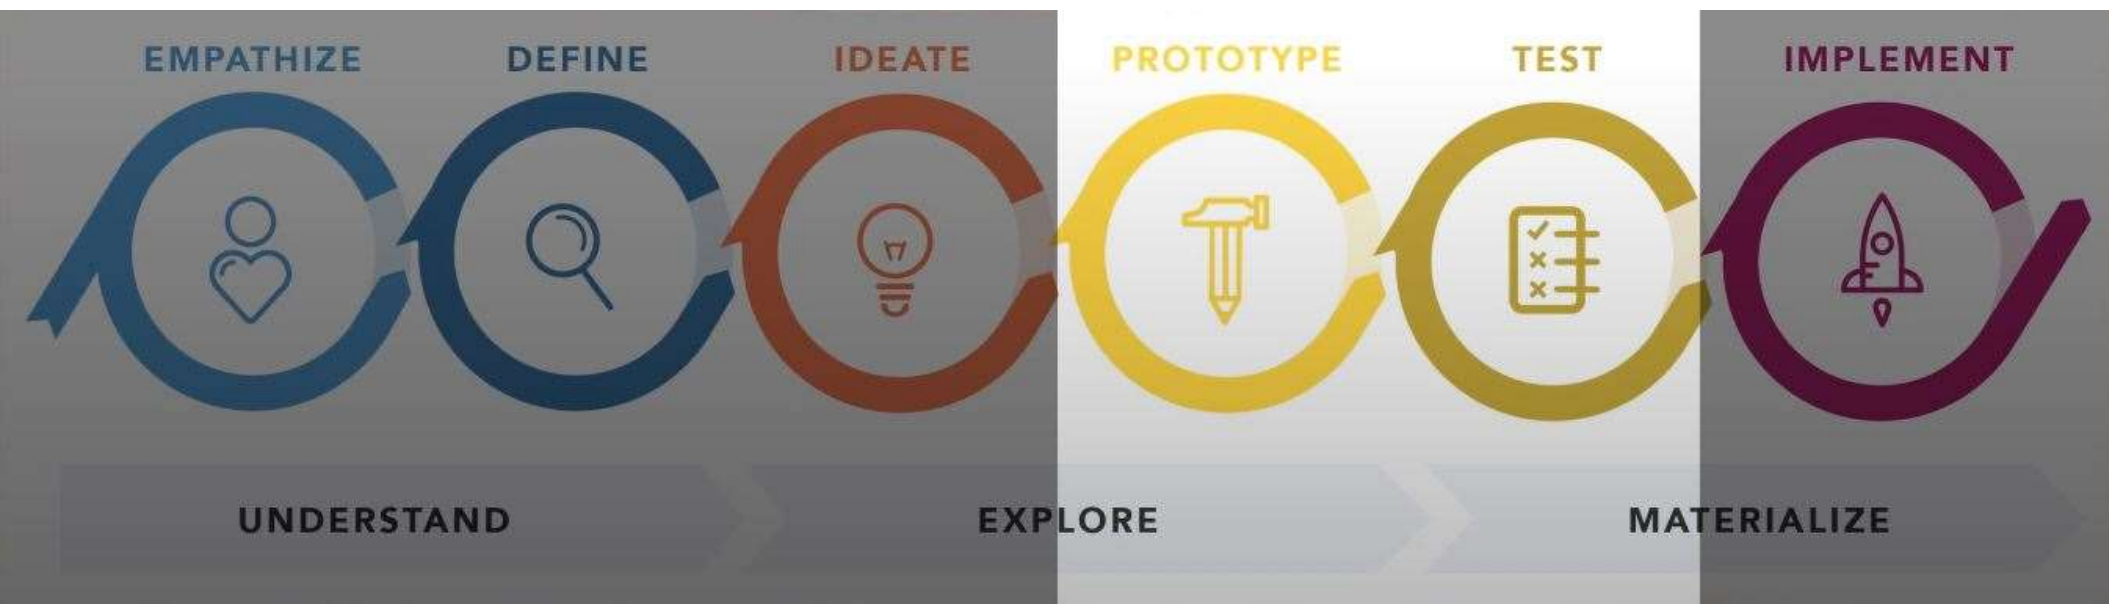 EMPATHIZE DEFINE IDEATE PROTOTYPE TEST IMPLEMENT
UNDERSTAND EXPLORE MATERIALIZE